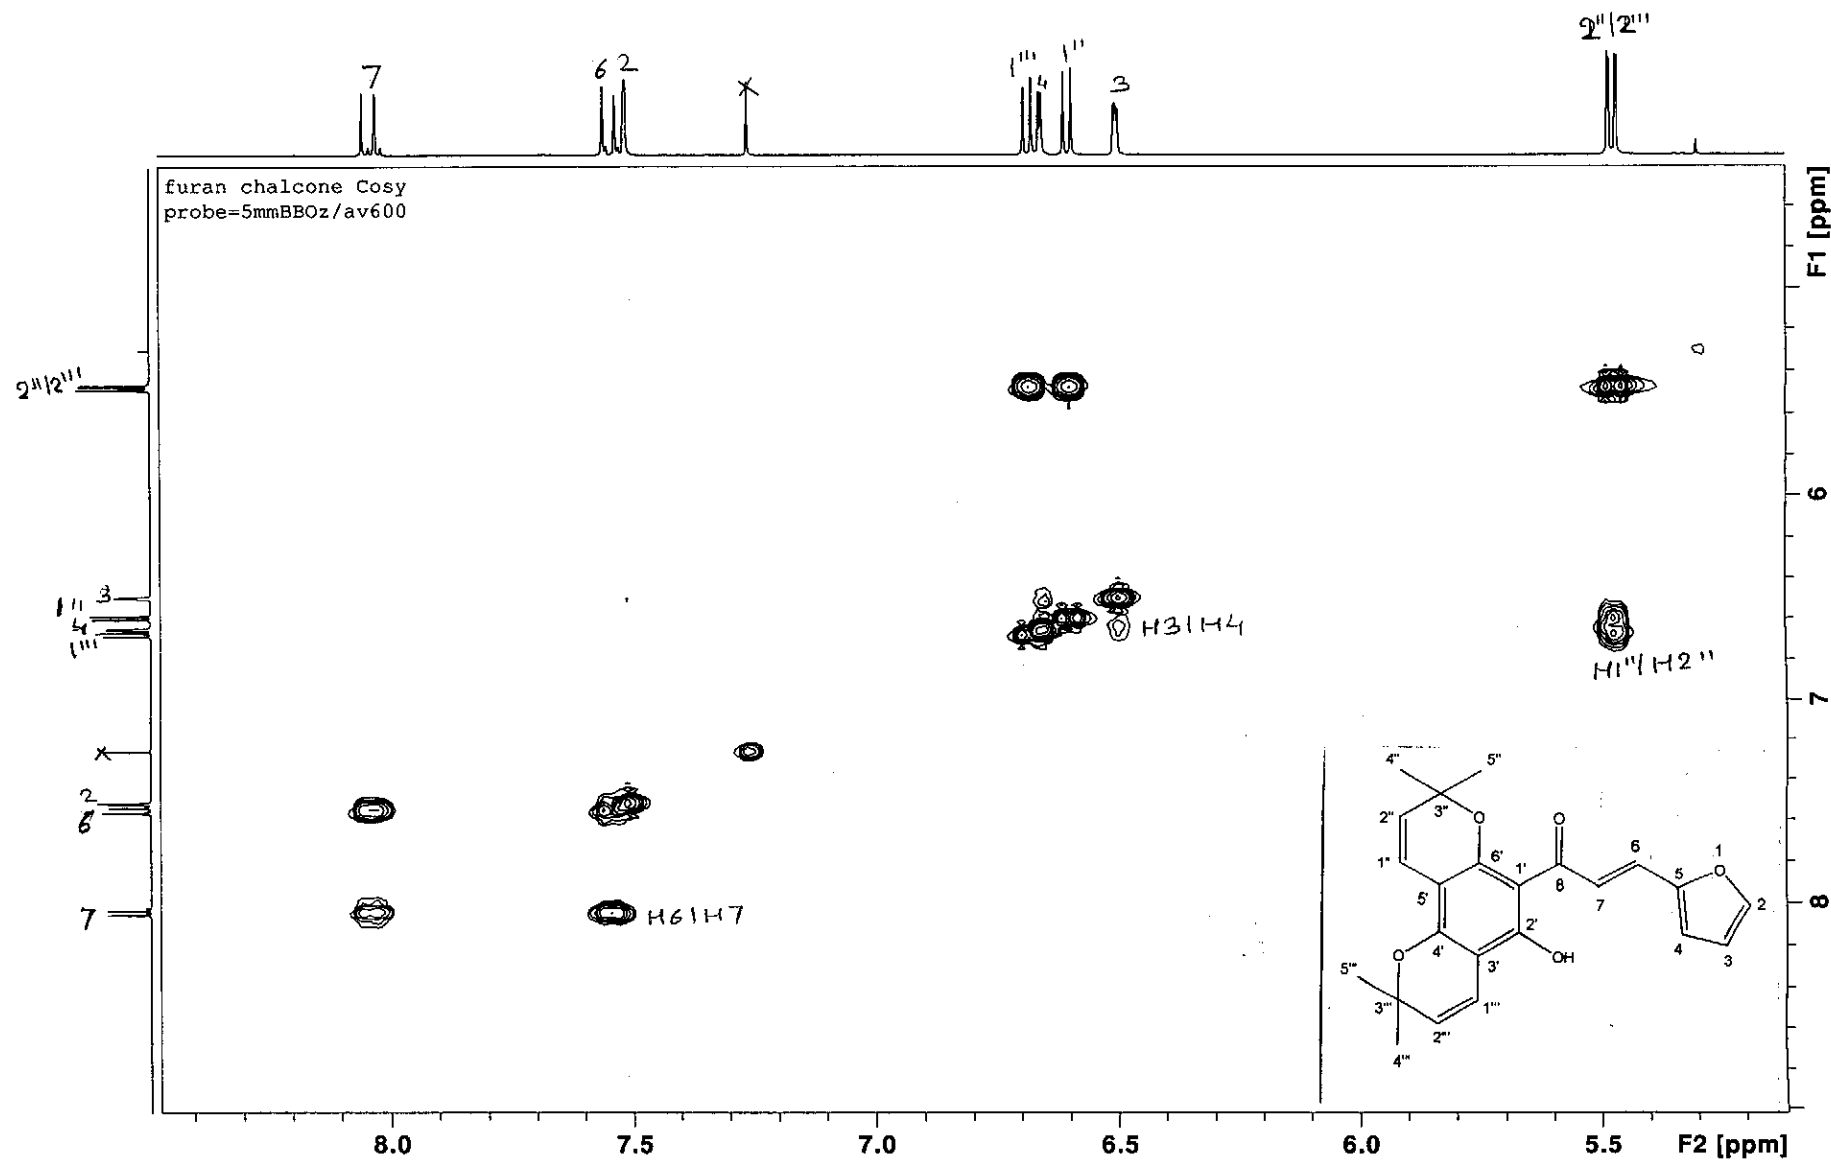 7
6 2
X
1''' 4 1''
3
2''/2'''
furan chalcone Cosy
probe=5mmBBOz/av600
F1 [ppm]
6
7
8
2''/2'''
3
1''
4
1'''
X
2
6
7
H3/H4
H1''/H2''
H6/H7
4'' 5''
3''
2'' O O
1'' 6' 1' 8 7 6 5 O 1
5' 2' 4 3 2
O 4' 3' OH
5'''
3''' 1'''
2'''
4'''
8.0 7.5 7.0 6.5 6.0 5.5 F2 [ppm]